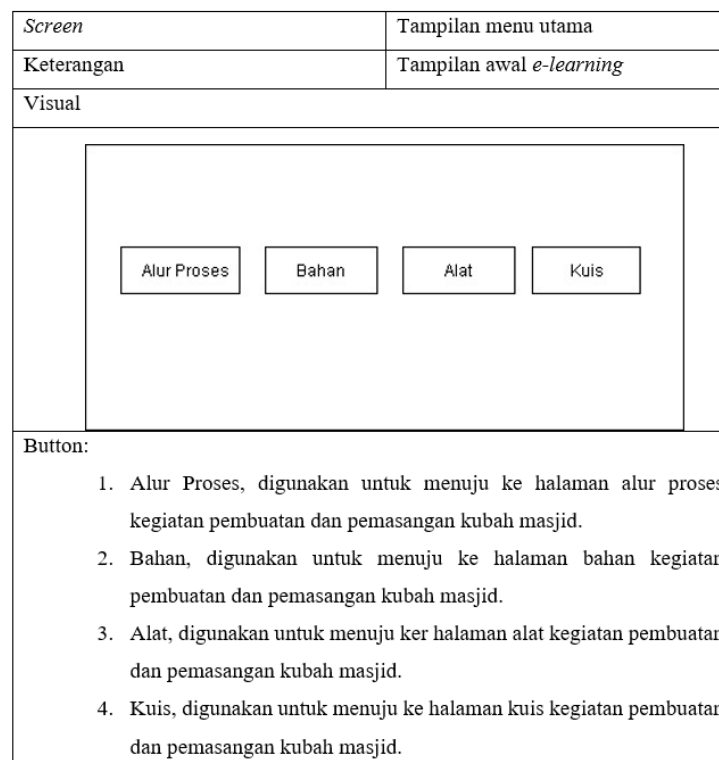 Screen Tampilan menu utama
Keterangan Tampilan awal e-learning
Visual
Alur Proses Bahan Alat Kuis
Button:
1. Alur Proses, digunakan untuk menuju ke halaman alur proses
kegiatan pembuatan dan pemasangan kubah masjid.
2. Bahan, digunakan untuk menuju ke halaman bahan kegiatan
pembuatan dan pemasangan kubah masjid.
3. Alat, digunakan untuk menuju ker halaman alat kegiatan pembuatan
dan pemasangan kubah masjid.
4. Kuis, digunakan untuk menuju ke halaman kuis kegiatan pembuatan
dan pemasangan kubah masjid.